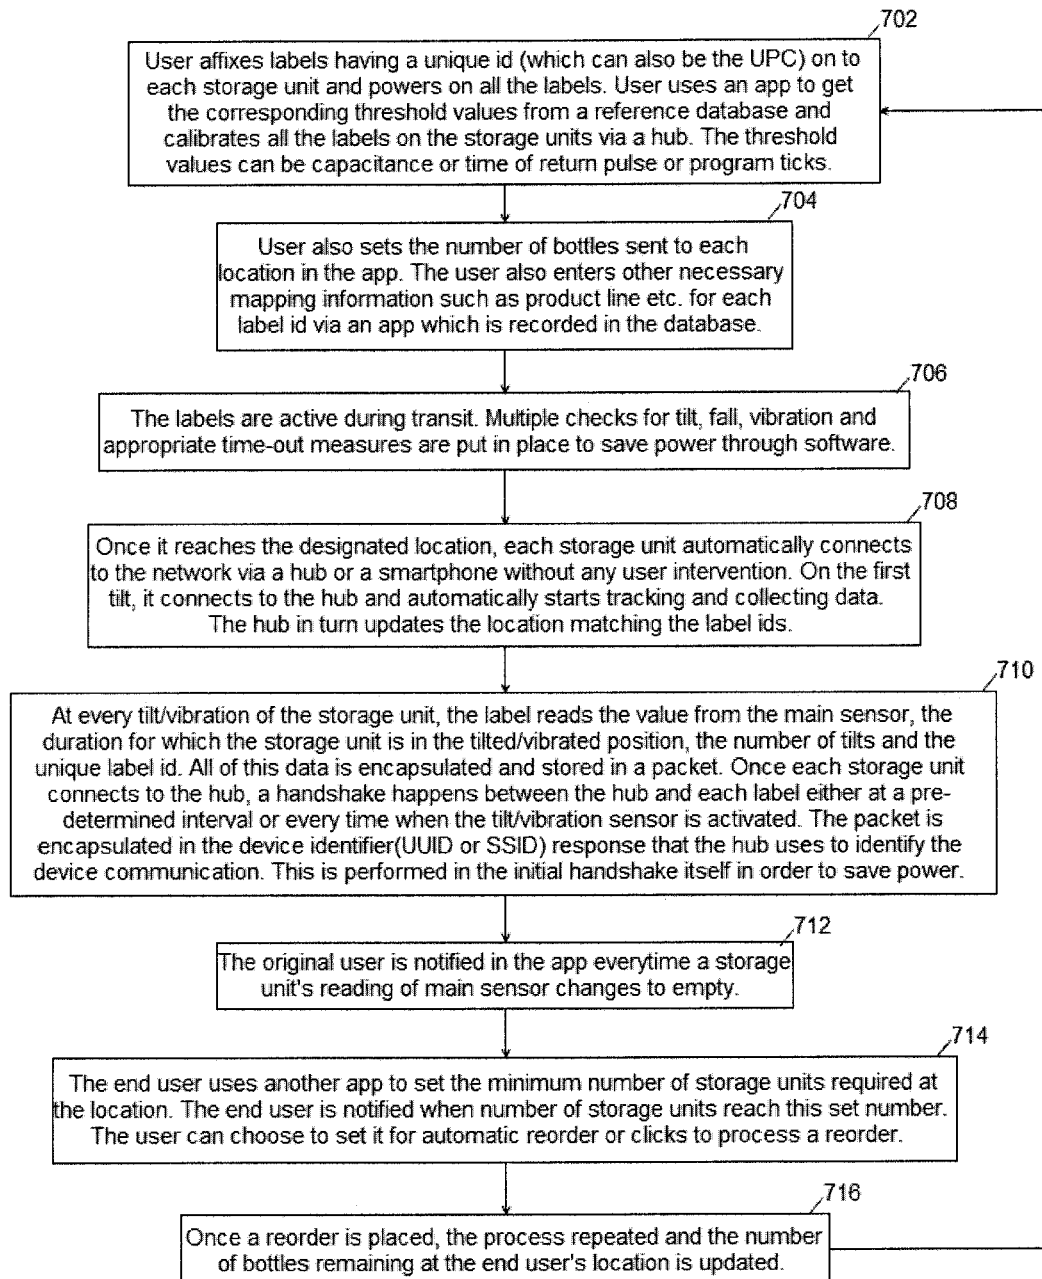 702
User affixes labels having a unique id (which can also be the UPC) on to
each storage unit and powers on all the labels. User uses an app to get
the corresponding threshold values from a reference database and
calibrates all the labels on the storage units via a hub. The threshold
values can be capacitance or time of return pulse or program ticks.
704
User also sets the number of bottles sent to each
location in the app. The user also enters other necessary
mapping information such as product line etc. for each
label id via an app which is recorded in the database.
706
The labels are active during transit. Multiple checks for tilt, fall, vibration and
appropriate time-out measures are put in place to save power through software.
708
Once it reaches the designated location, each storage unit automatically connects
to the network via a hub or a smartphone without any user intervention. On the first
tilt, it connects to the hub and automatically starts tracking and collecting data.
The hub in turn updates the location matching the label ids.
710
At every tilt/vibration of the storage unit, the label reads the value from the main sensor, the
duration for which the storage unit is in the tilted/vibrated position, the number of tilts and the
unique label id. All of this data is encapsulated and stored in a packet. Once each storage unit
connects to the hub, a handshake happens between the hub and each label either at a pre-
determined interval or every time when the tilt/vibration sensor is activated. The packet is
encapsulated in the device identifier(UUID or SSID) response that the hub uses to identify the
device communication. This is performed in the initial handshake itself in order to save power.
712
The original user is notified in the app everytime a storage
unit's reading of main sensor changes to empty.
714
The end user uses another app to set the minimum number of storage units required at
the location. The end user is notified when number of storage units reach this set number.
The user can choose to set it for automatic reorder or clicks to process a reorder.
716
Once a reorder is placed, the process repeated and the number
of bottles remaining at the end user's location is updated.